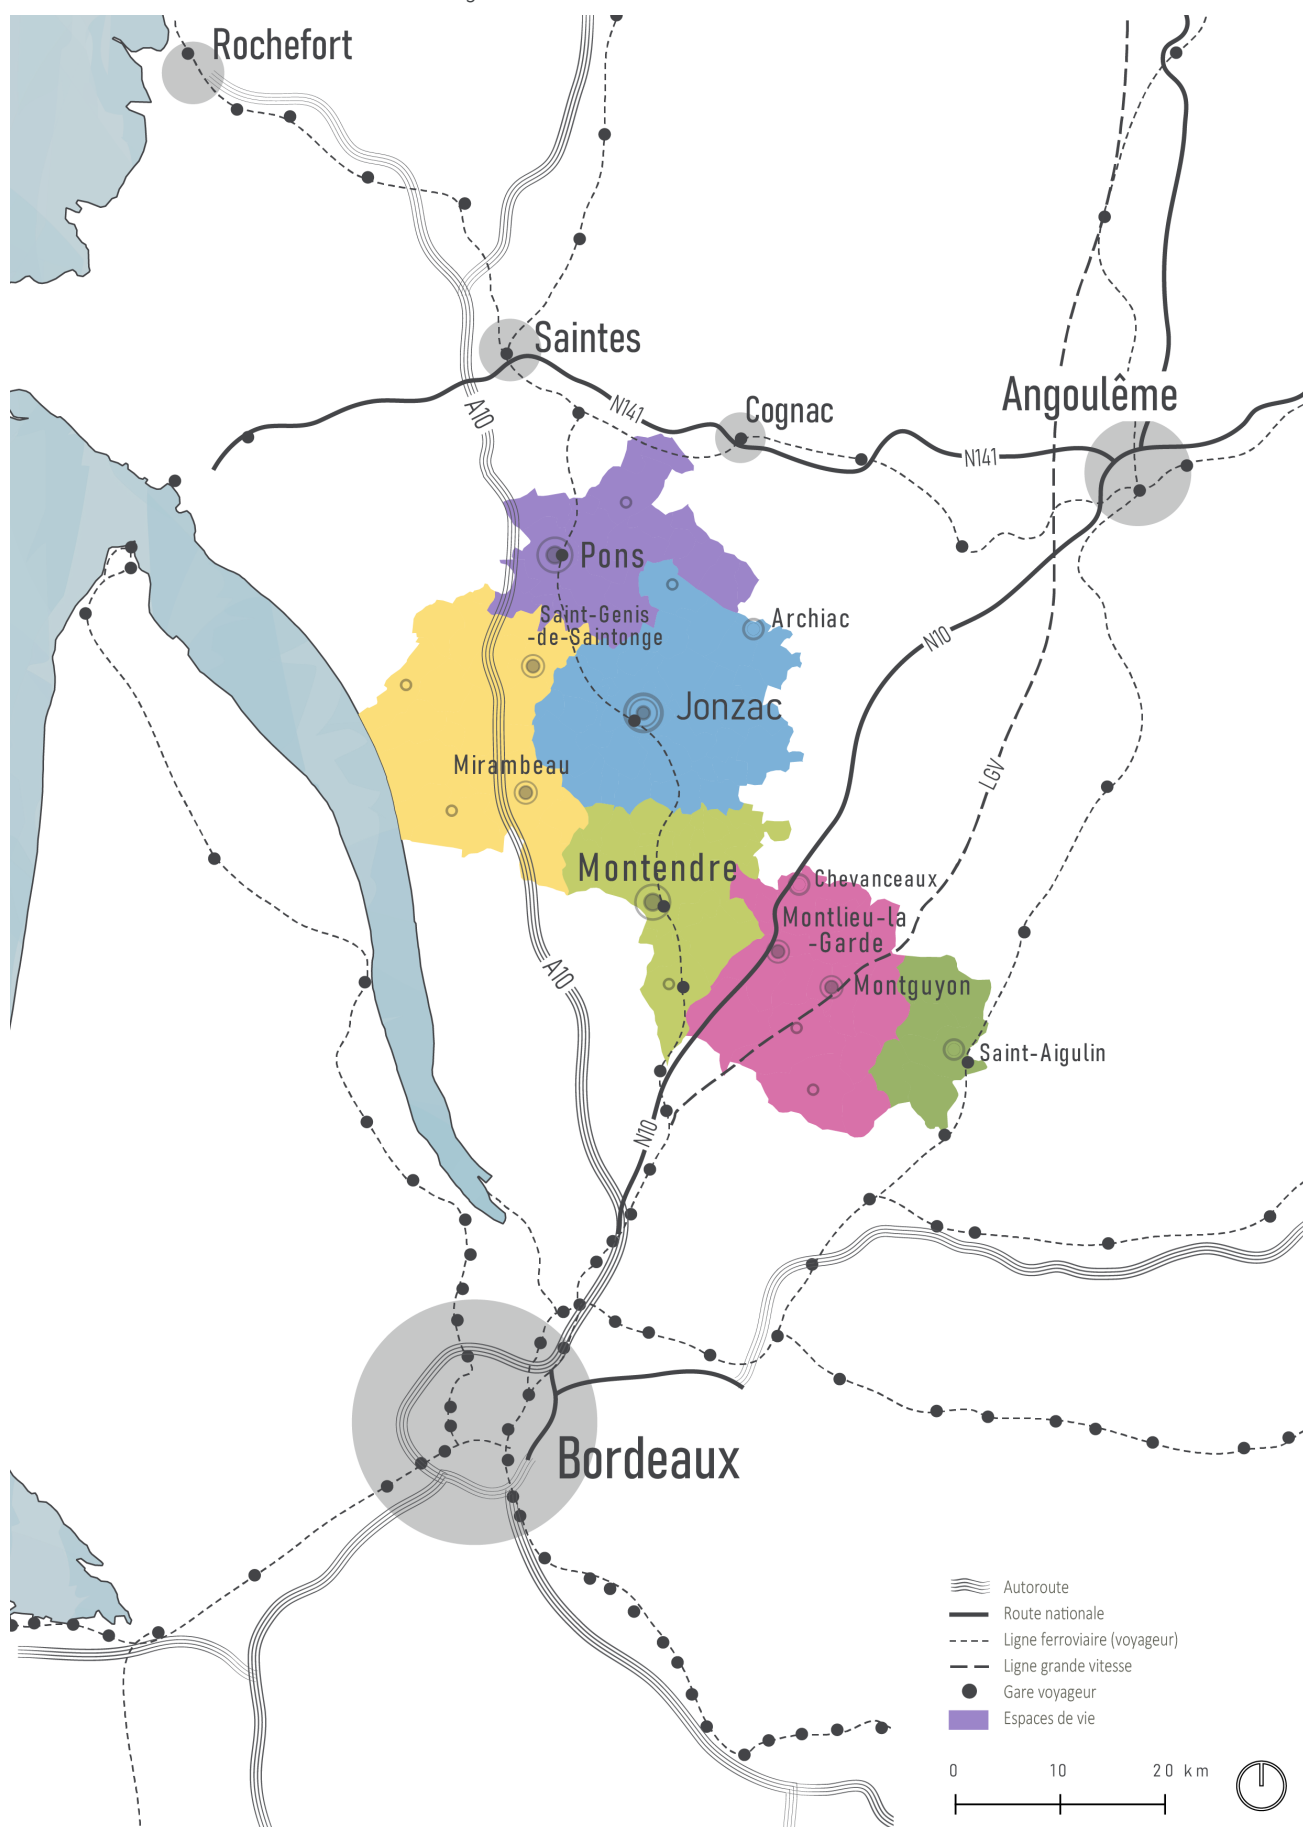 Rochefort
Saintes
A10
N141
Cognac
Angoulême
N141
Pons
Saint-Genis
-de-Saintonge
Archiac
N10
Jonzac
Mirambeau
LGV
Montendre
Chevanceaux
Montlieu-la
-Garde
A10
Montguyon
Saint-Aigulin
N10
Bordeaux
Autoroute
Route nationale
Ligne ferroviaire (voyageur)
Ligne grande vitesse
Gare voyageur
Espaces de vie
0 10 20 km